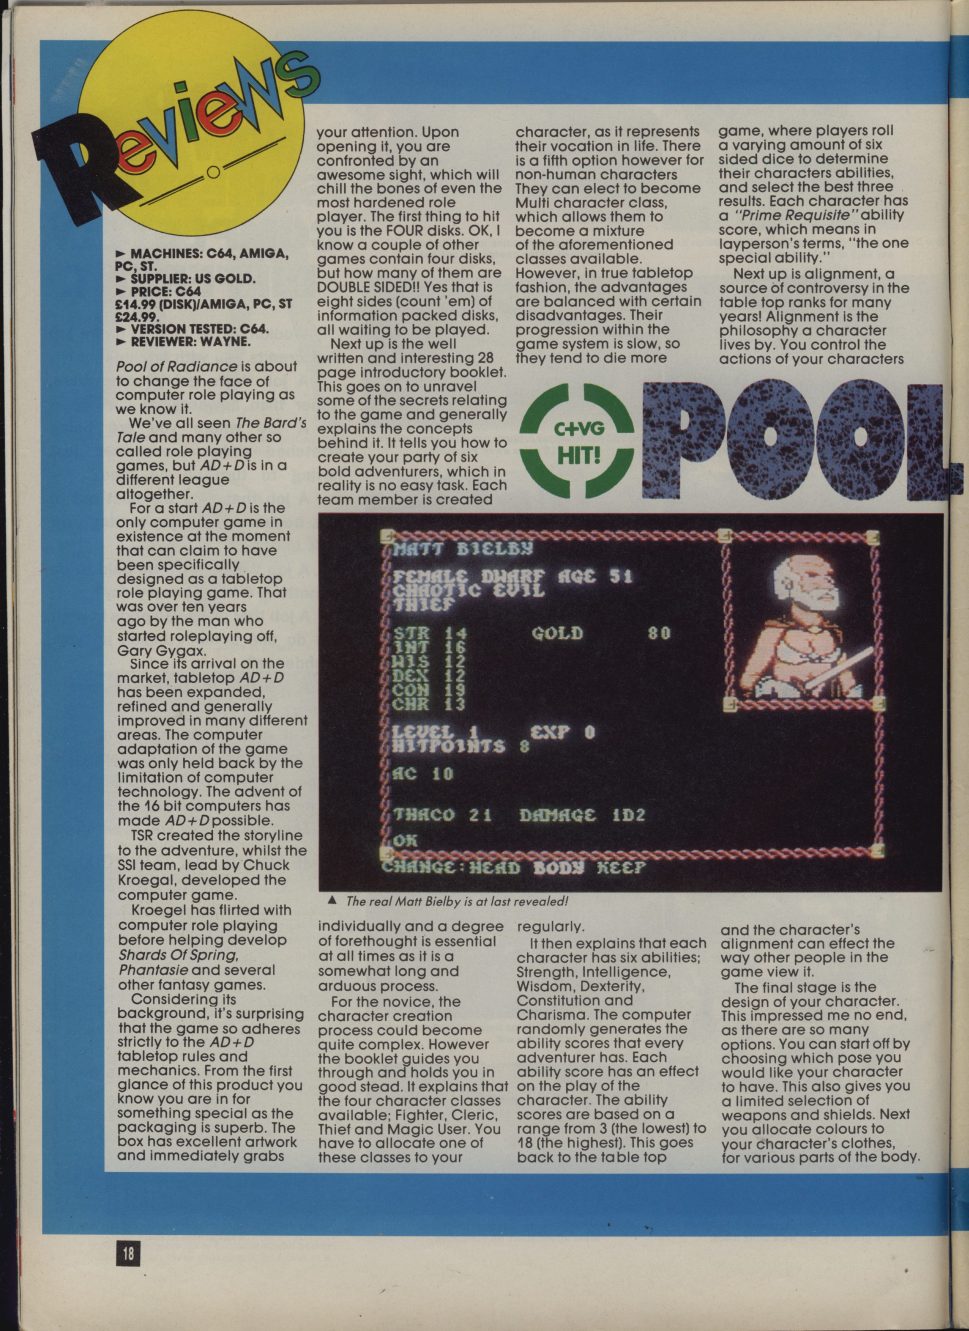 Reviews
► MACHINES: C64, AMIGA,
PC, ST.
► SUPPLIER: US GOLD.
► PRICE: C64
£14.99 (DISK)/AMIGA, PC, ST
£24.99.
► VERSION TESTED: C64.
► REVIEWER: WAYNE.
Pool of Radiance is about
to change the face of
computer role playing as
we know it.
We've all seen The Bard's
Tale and many other so
called role playing
games, but AD+D is in a
different league
altogether.
For a start AD+D is the
only computer game in
existence at the moment
that can claim to have
been specifically
designed as a tabletop
role playing game. That
was over ten years
ago by the man who
started roleplaying off,
Gary Gygax.
Since its arrival on the
market, tabletop AD+D
has been expanded,
refined and generally
improved in many different
areas. The computer
adaptation of the game
was only held back by the
limitation of computer
technology. The advent of
the 16 bit computers has
made AD+D possible.
TSR created the storyline
to the adventure, whilst the
SSI team, lead by Chuck
Kroegal, developed the
computer game.
Kroegel has flirted with
computer role playing
before helping develop
Shards Of Spring,
Phantasie and several
other fantasy games.
Considering its
background, it's surprising
that the game so adheres
strictly to the AD+D
tabletop rules and
mechanics. From the first
glance of this product you
know you are in for
something special as the
packaging is superb. The
box has excellent artwork
and immediately grabs
your attention. Upon
opening it, you are
confronted by an
awesome sight, which will
chill the bones of even the
most hardened role
player. The first thing to hit
you is the FOUR disks. OK, I
know a couple of other
games contain four disks,
but how many of them are
DOUBLE SIDED!! Yes that is
eight sides (count 'em) of
information packed disks,
all waiting to be played.
Next up is the well
written and interesting 28
page introductory booklet.
This goes on to unravel
some of the secrets relating
to the game and generally
explains the concepts
behind it. It tells you how to
create your party of six
bold adventurers, which in
reality is no easy task. Each
team member is created
individually and a degree
of forethought is essential
at all times as it is a
somewhat long and
arduous process.
For the novice, the
character creation
process could become
quite complex. However
the booklet guides you
through and holds you in
good stead. It explains that
the four character classes
available; Fighter, Cleric,
Thief and Magic User. You
have to allocate one of
these classes to your
character, as it represents
their vocation in life. There
is a fifth option however for
non-human characters
They can elect to become
Multi character class,
which allows them to
become a mixture
of the aforementioned
classes available.
However, in true tabletop
fashion, the advantages
are balanced with certain
disadvantages. Their
progression within the
game system is slow, so
they tend to die more
regularly.
It then explains that each
character has six abilities;
Strength, Intelligence,
Wisdom, Dexterity,
Constitution and
Charisma. The computer
randomly generates the
ability scores that every
adventurer has. Each
ability score has an effect
on the play of the
character. The ability
scores are based on a
range from 3 (the lowest) to
18 (the highest). This goes
back to the table top
game, where players roll
a varying amount of six
sided dice to determine
their characters abilities,
and select the best three
results. Each character has
a "Prime Requisite" ability
score, which means in
layperson's terms, "the one
special ability."
Next up is alignment, a
source of controversy in the
table top ranks for many
years! Alignment is the
philosophy a character
lives by. You control the
actions of your characters
and the character's
alignment can effect the
way other people in the
game view it.
The final stage is the
design of your character.
This impressed me no end,
as there are so many
options. You can start off by
choosing which pose you
would like your character
to have. This also gives you
a limited selection of
weapons and shields. Next
you allocate colours to
your character's clothes,
for various parts of the body.
C+VG
HIT!
POOL
MATT BIELBY
FEMALE DWARF AGE 51
CHAOTIC EVIL
THIEF
STR 14 GOLD 80
INT 16
WIS 12
DEX 12
CON 19
CHR 13
LEVEL 1 EXP 0
HITPOINTS 8
AC 10
THACO 21 DAMAGE 1D2
OK
CHANGE: HEAD BODY KEEP
▲ The real Matt Bielby is at last revealed!
18